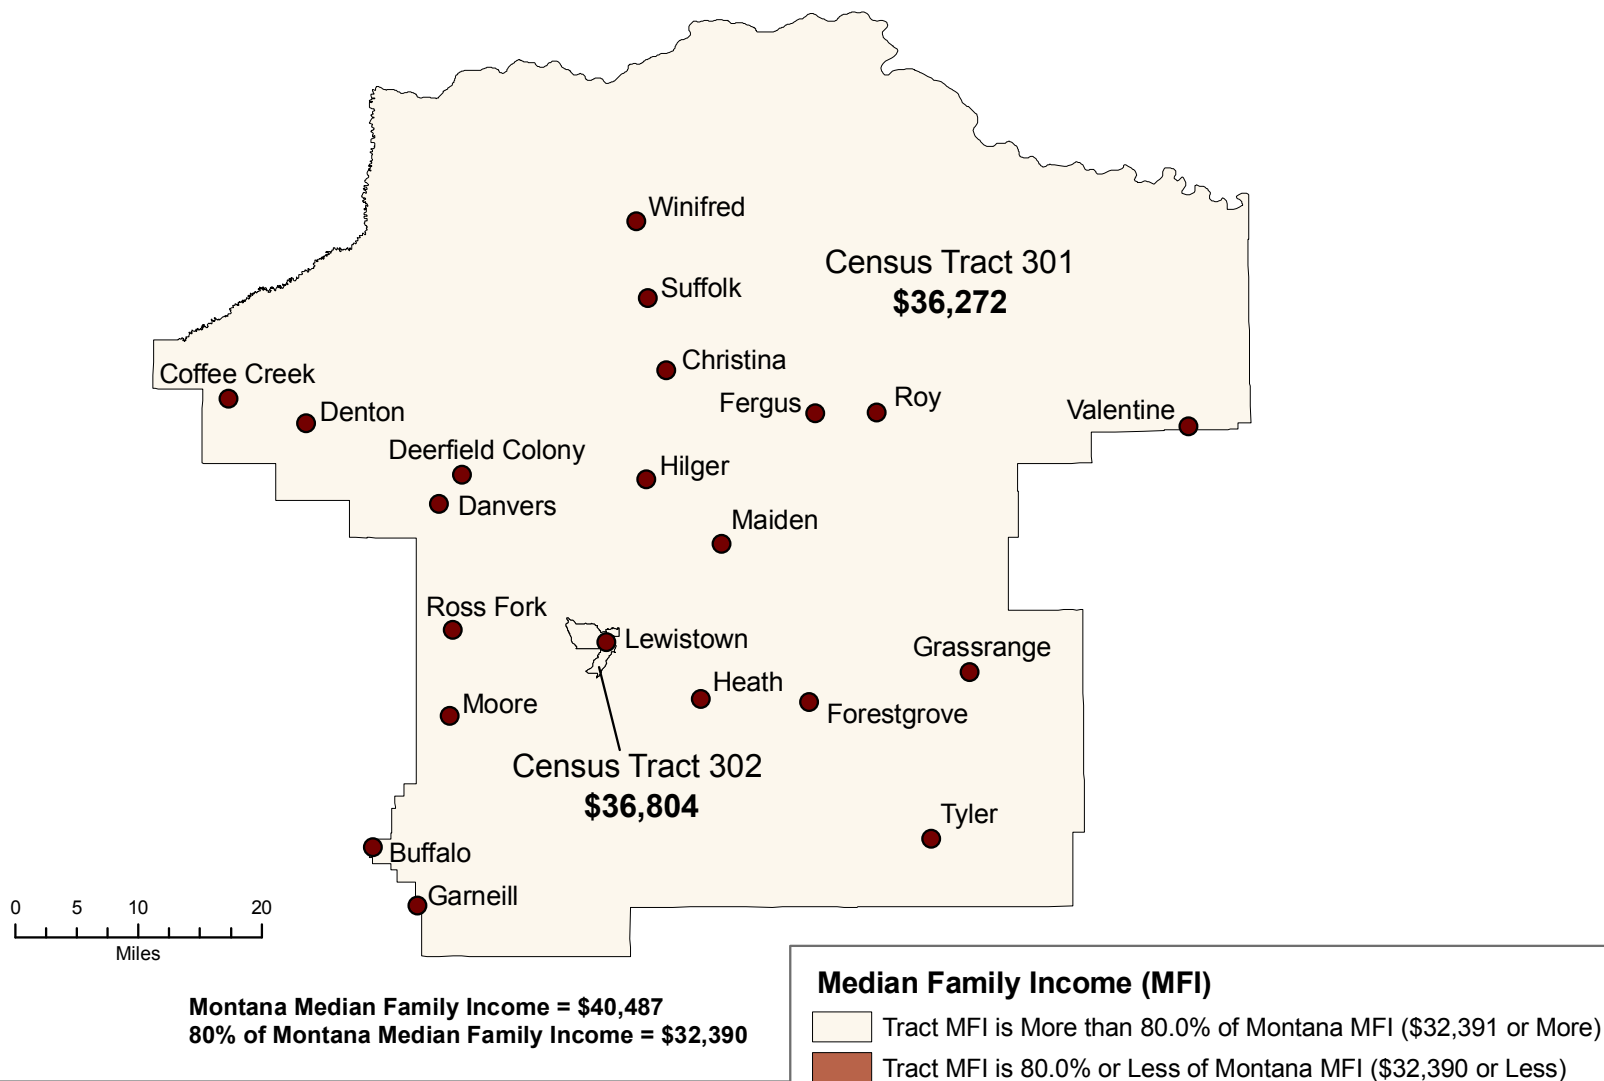 Winifred
Census Tract 301
$36,272
Suffolk
Christina
Coffee Creek
Denton
Fergus
Roy
Valentine
Deerfield Colony
Hilger
Danvers
Maiden
Ross Fork
Lewistown
Grassrange
Heath
Moore
Forestgrove
Census Tract 302
$36,804
Tyler
Buffalo
Garneill
0 5 10 20
Miles
Montana Median Family Income = $40,487
80% of Montana Median Family Income = $32,390
Median Family Income (MFI)
Tract MFI is More than 80.0% of Montana MFI ($32,391 or More)
Tract MFI is 80.0% or Less of Montana MFI ($32,390 or Less)